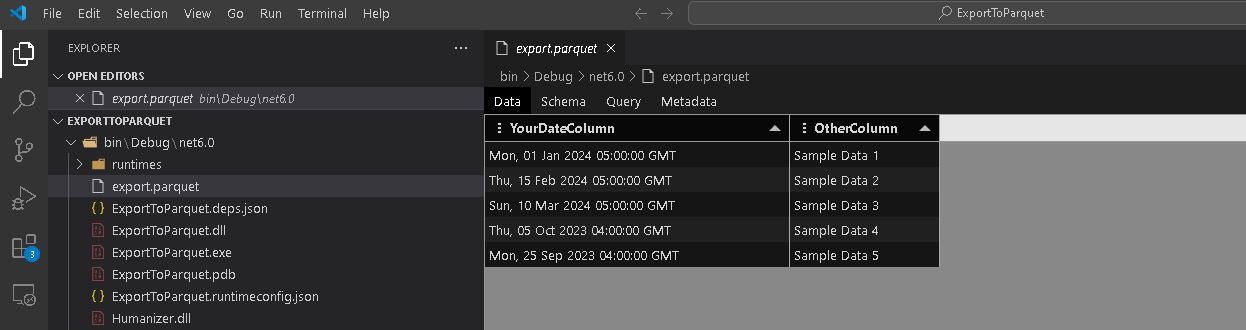 File Edit Selection View Go Run Terminal Help
ExportToParquet
EXPLORER
OPEN EDITORS
export.parquet bin\Debug\net6.0
EXPORTTOPARQUET
bin \ Debug \ net6.0
runtimes
export.parquet
{ } ExportToParquet.deps.json
ExportToParquet.dll
ExportToParquet.exe
ExportToParquet.pdb
{ } ExportToParquet.runtimeconfig.json
Humanizer.dll
3
export.parquet
bin > Debug > net6.0 > export.parquet
Data Schema Query Metadata
YourDateColumn OtherColumn
Mon, 01 Jan 2024 05:00:00 GMT Sample Data 1
Thu, 15 Feb 2024 05:00:00 GMT Sample Data 2
Sun, 10 Mar 2024 05:00:00 GMT Sample Data 3
Thu, 05 Oct 2023 04:00:00 GMT Sample Data 4
Mon, 25 Sep 2023 04:00:00 GMT Sample Data 5